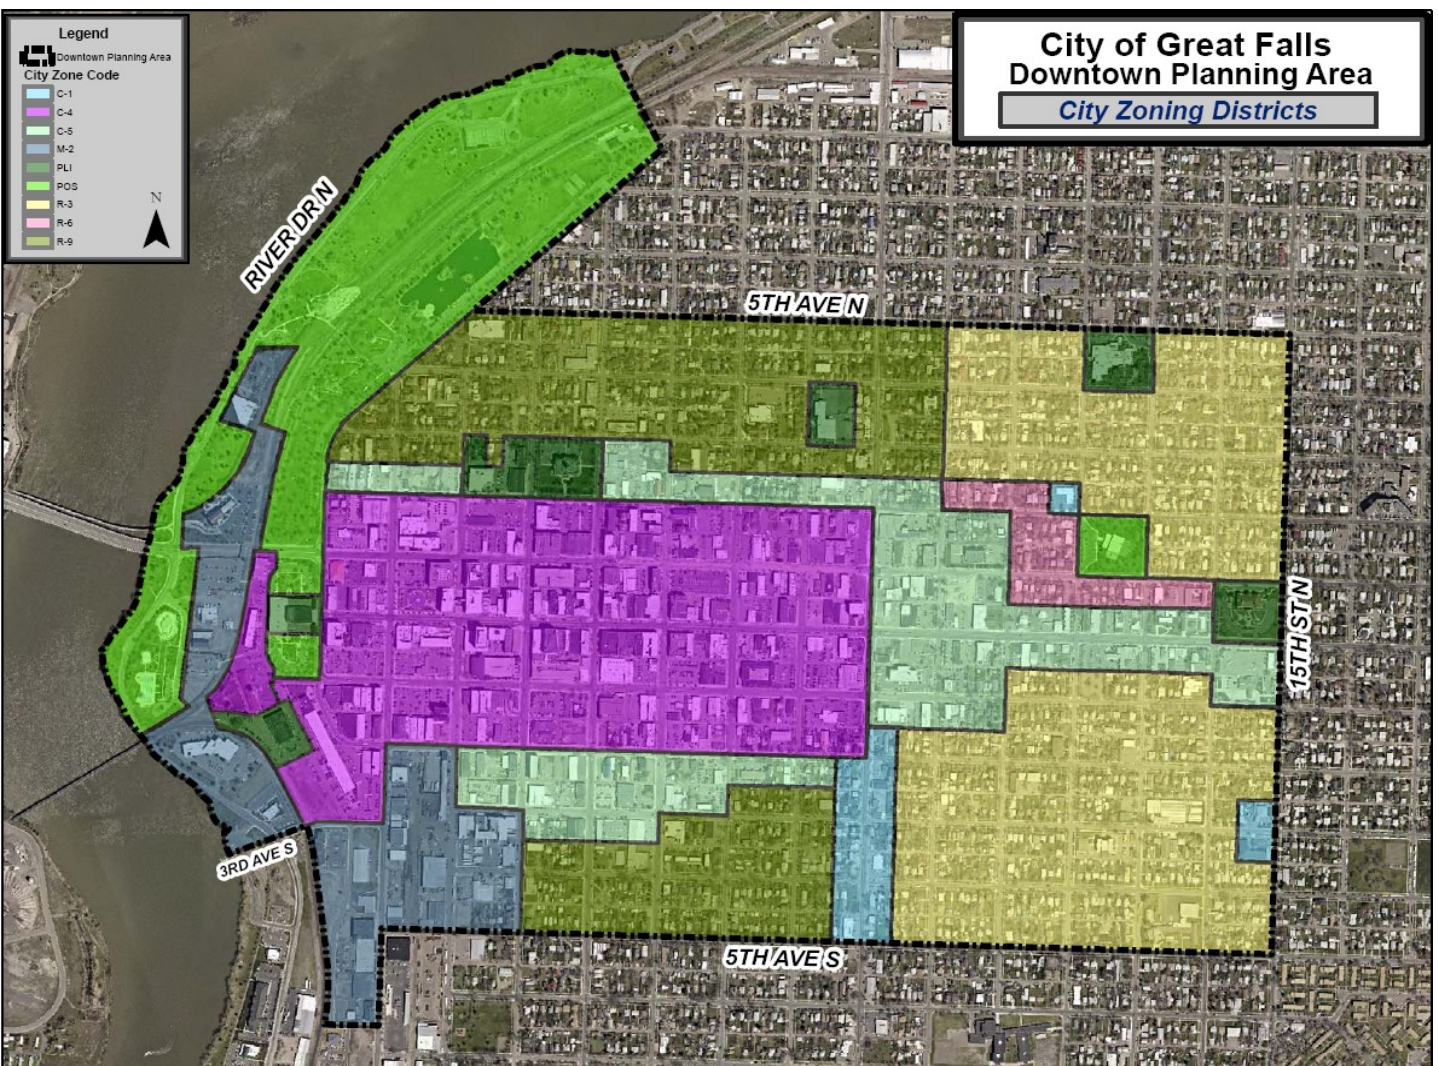 Legend
Downtown Planning Area
City Zone Code
C-1
C-4
C-5
M-2
PLI
POS
R-3
R-6
R-9
N
City of Great Falls
Downtown Planning Area
City Zoning Districts
RIVER DR N
5TH AVE N
15TH ST N
3RD AVE S
5TH AVE S